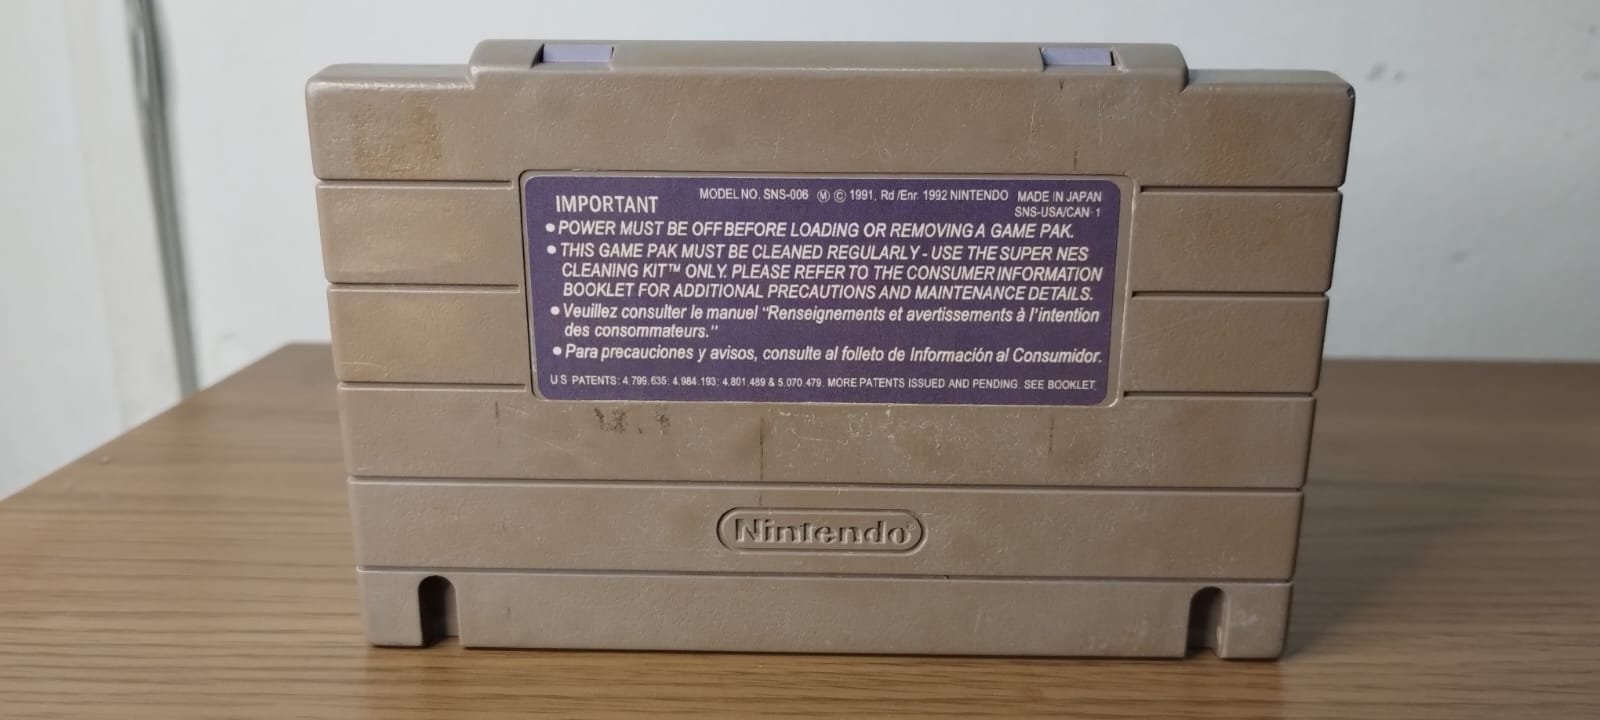 IMPORTANT
MODEL NO. SNS-006 Ⓜ © 1991, Rd /Enr. 1992 NINTENDO MADE IN JAPAN
SNS-USA/CAN-1
• POWER MUST BE OFF BEFORE LOADING OR REMOVING A GAME PAK.
• THIS GAME PAK MUST BE CLEANED REGULARLY - USE THE SUPER NES
CLEANING KIT™ ONLY. PLEASE REFER TO THE CONSUMER INFORMATION
BOOKLET FOR ADDITIONAL PRECAUTIONS AND MAINTENANCE DETAILS.
• Veuillez consulter le manuel “Renseignements et avertissements à l'intention
des consommateurs.”
• Para precauciones y avisos, consulte al folleto de Información al Consumidor.
U S PATENTS: 4.799.635: 4.984.193: 4,801.489 & 5.070.479. MORE PATENTS ISSUED AND PENDING. SEE BOOKLET.
Nintendo®